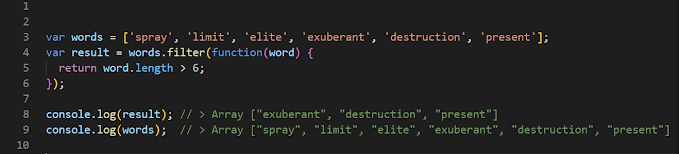 1
2
3 var words = ['spray', 'limit', 'elite', 'exuberant', 'destruction', 'present'];
4 var result = words.filter(function(word) {
5   return word.length > 6;
6 });
7
8 console.log(result); // > Array ["exuberant", "destruction", "present"]
9 console.log(words);  // > Array ["spray", "limit", "elite", "exuberant", "destruction", "present"]
10